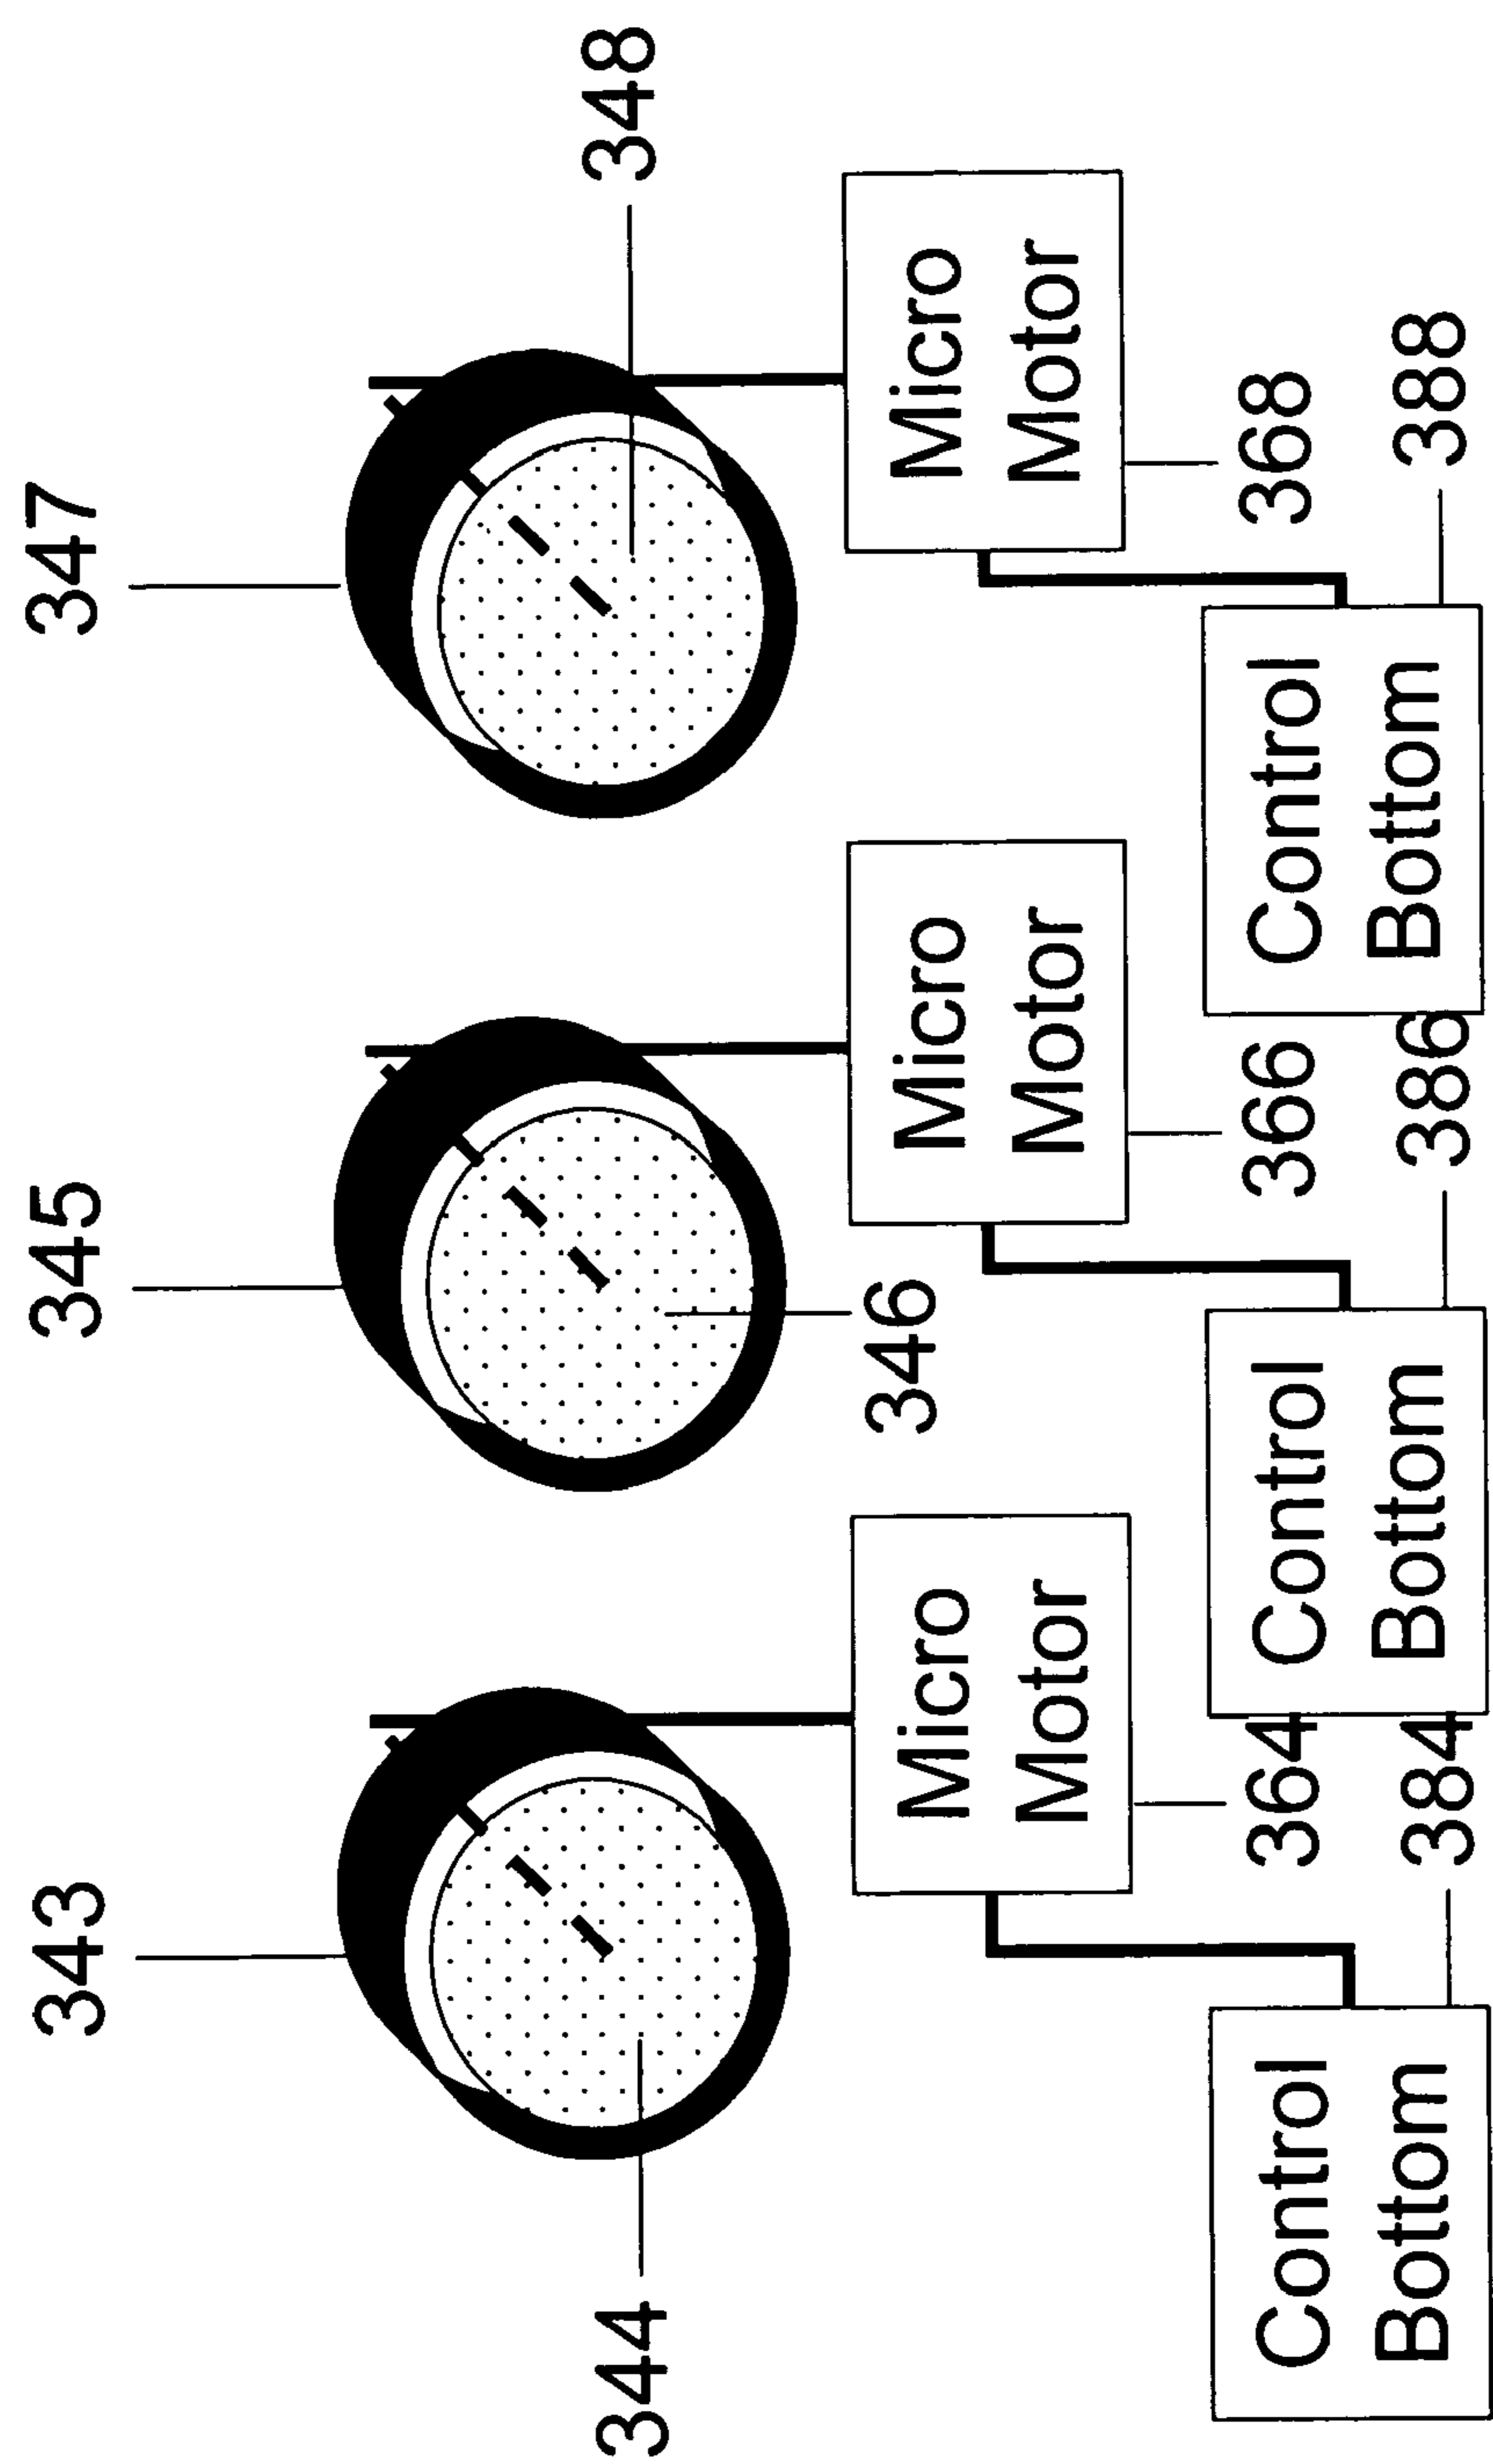 343
345
347
344
348
346
Micro
Motor
Micro
Motor
Micro
Motor
364
366
368
Control
Bottom
384
Control
Bottom
386
Control
Bottom
388